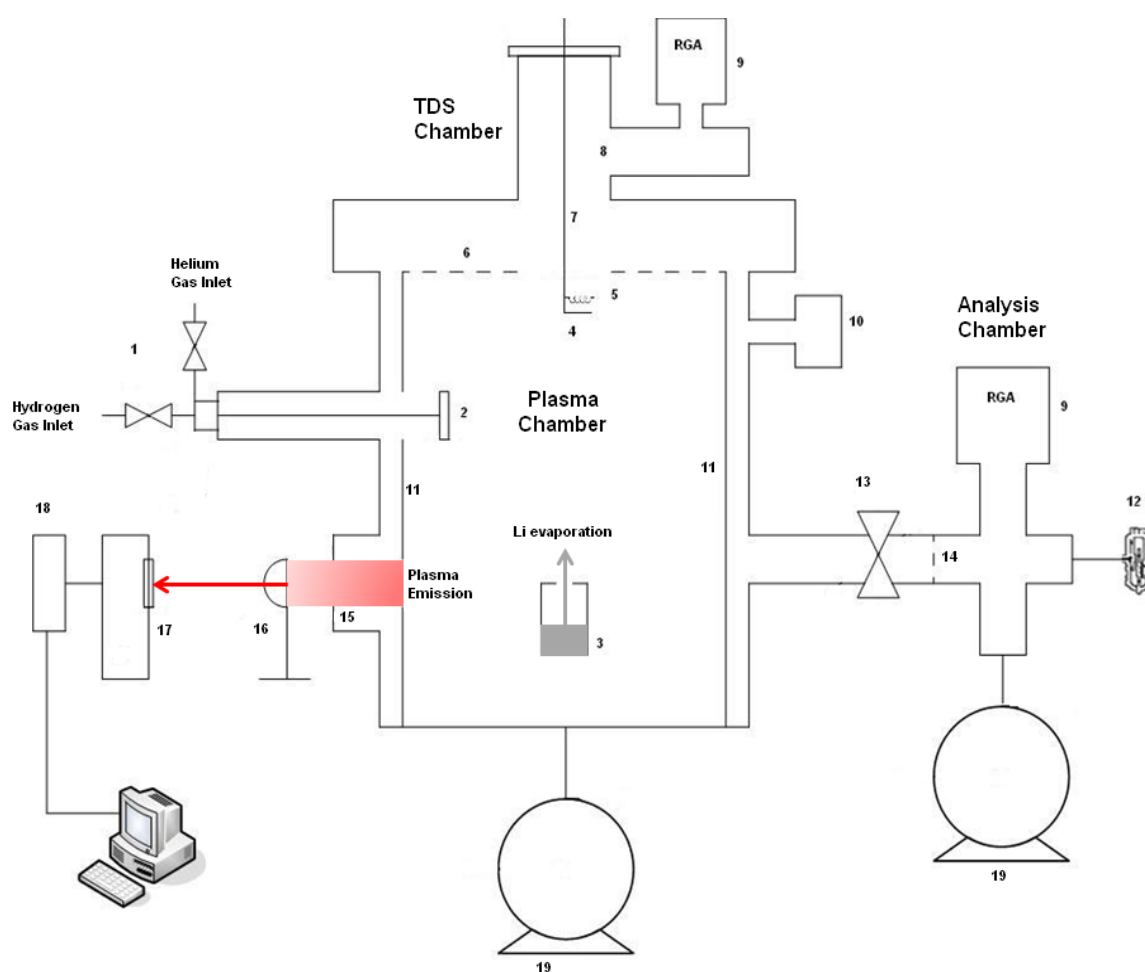 RGA
9
TDS
Chamber
8
7
6
Helium
Gas Inlet
5
4
10
Analysis
Chamber
1
Hydrogen
Gas Inlet
2
Plasma
Chamber
RGA
9
11
11
13
18
12
Li evaporation
14
Plasma
Emission
17
16
15
3
19
19